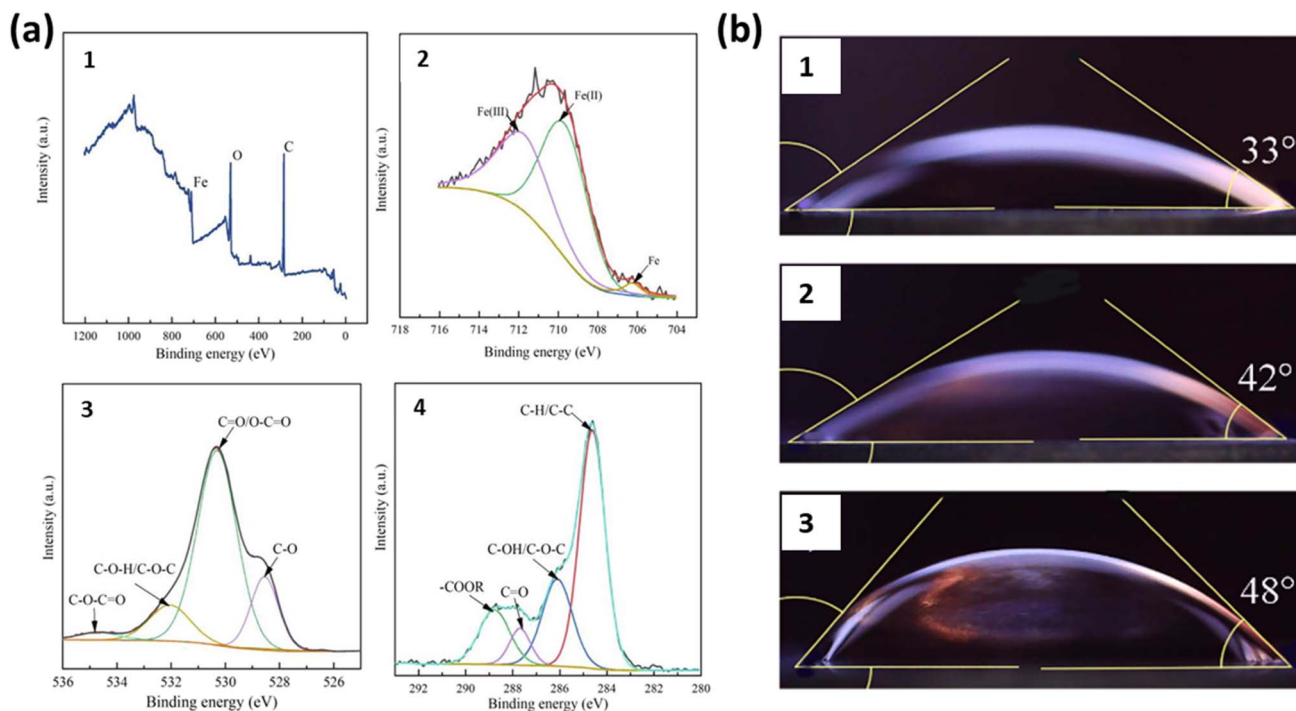 (a)
1
Fe
O
C
Intensity (a.u.)
1200 1000 800 600 400 200 0
Binding energy (eV)
2
Fe(III)
Fe(II)
Fe
Intensity (a.u.)
718 716 714 712 710 708 706 704
Binding energy (eV)
3
C=O/O-C=O
C-O
C-O-H/C-O-C
C-O-C=O
Intensity (a.u.)
536 534 532 530 528 526
Binding energy (eV)
4
C-H/C-C
C-OH/C-O-C
-COOR
C=O
Intensity (a.u.)
292 290 288 286 284 282 280
Binding energy (eV)
(b)
1
33°
2
42°
3
48°